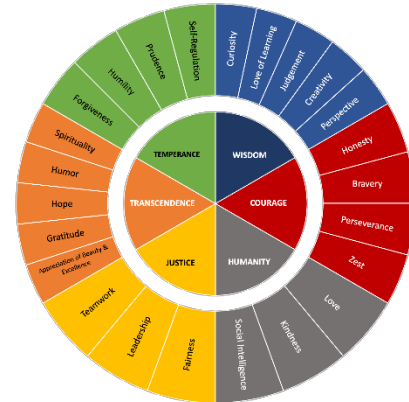 Curiosity
Love of Learning
Judgement
Creativity
Perspective
Honesty
Bravery
Perseverance
Zest
Love
Kindness
Social Intelligence
Fairness
Leadership
Teamwork
Appreciation of Beauty &
Excellence
Gratitude
Hope
Humor
Spirituality
Forgiveness
Humility
Prudence
Self-Regulation
WISDOM
COURAGE
HUMANITY
JUSTICE
TRANSCENDENCE
TEMPERANCE